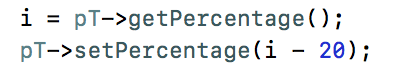 i = pT->getPercentage();
pT->setPercentage(i - 20);